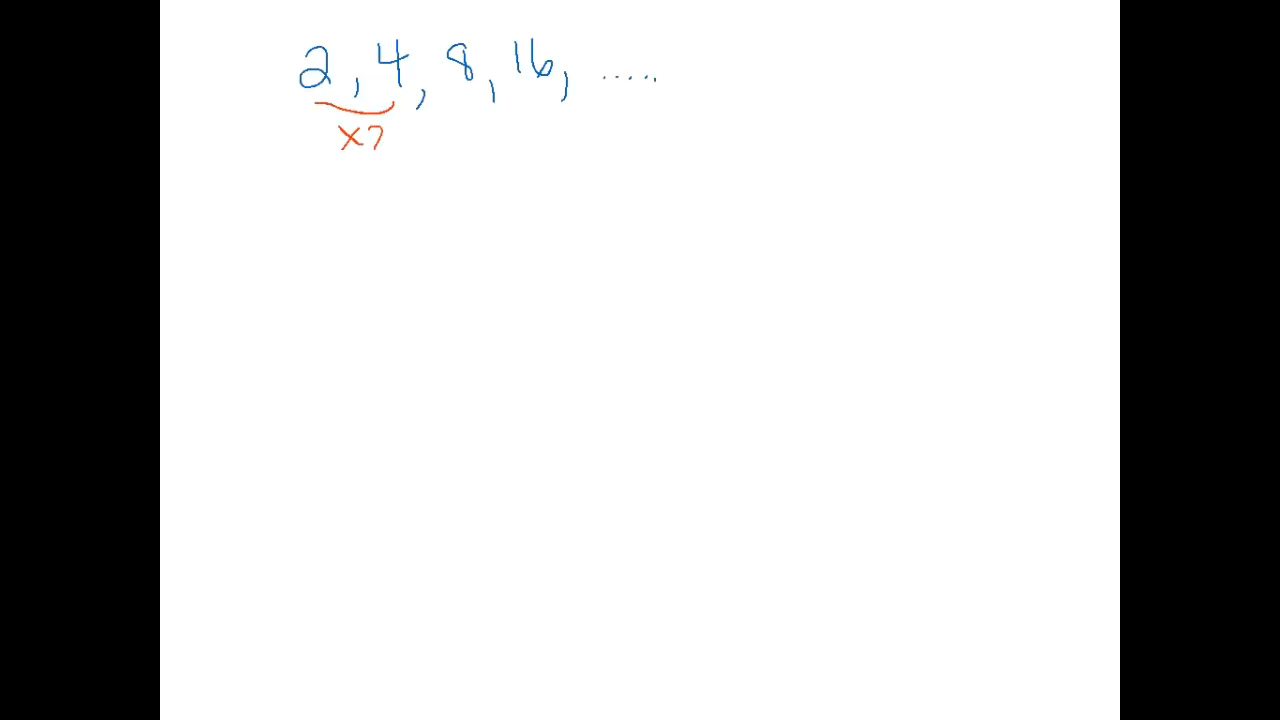 2, 4, 8, 16, .....
x?